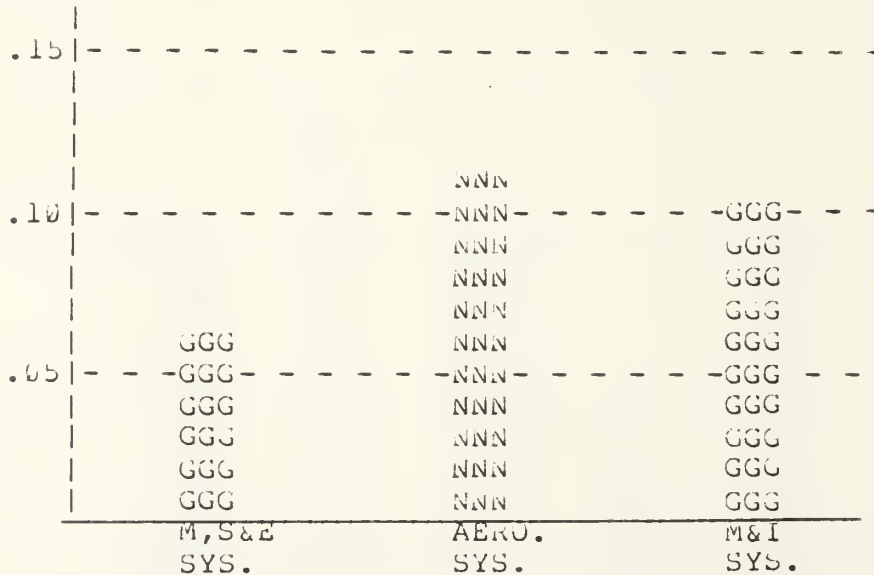 .15|- - - - - - - - - - - - - - - - - - - - - - - -
NNN
.10|- - - - - - - - - - - -NNN- - - - - - -GGG- -
NNN GGG
NNN GGG
NNN GGG
GGG NNN GGG
.05|- - -GGG- - - - - - - -NNN- - - - - - -GGG - -
GGG NNN GGG
GGG NNN GGG
GGG NNN GGG
GGG NNN GGG
M,S&E AERO. M&I
SYS. SYS. SYS.